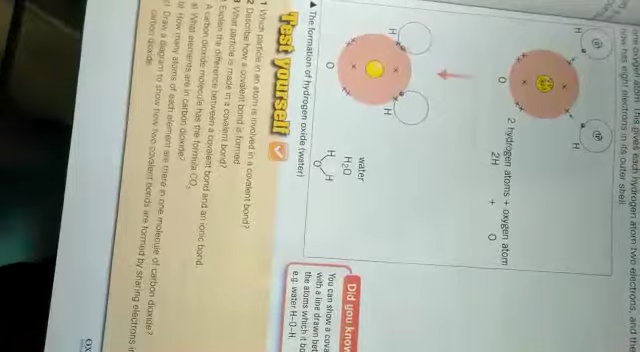 one oxygen atom. This gives each hydrogen atom two electrons, and the
now has eight electrons in its outer shell.
H
H
O
2 hydrogen atoms + oxygen atom
2H + O
H
H
O
water
H₂O
H H
O
▲ The formation of hydrogen oxide (water)
Did you know
You can show a cova
with a line drawn bet
the atoms which it bo
e.g. water H–O–H.
Test yourself
1 Which particle in an atom is involved in a covalent bond?
2 Describe how a covalent bond is formed.
3 What particle is made in a covalent bond?
Explain the difference between a covalent bond and an ionic bond.
A carbon dioxide molecule has the formula CO₂
a) What elements are in carbon dioxide?
How many atoms of each element are there in one molecule of carbon dioxide?
c) Draw a diagram to show how two covalent bonds are formed by sharing electrons in
carbon dioxide.
OX